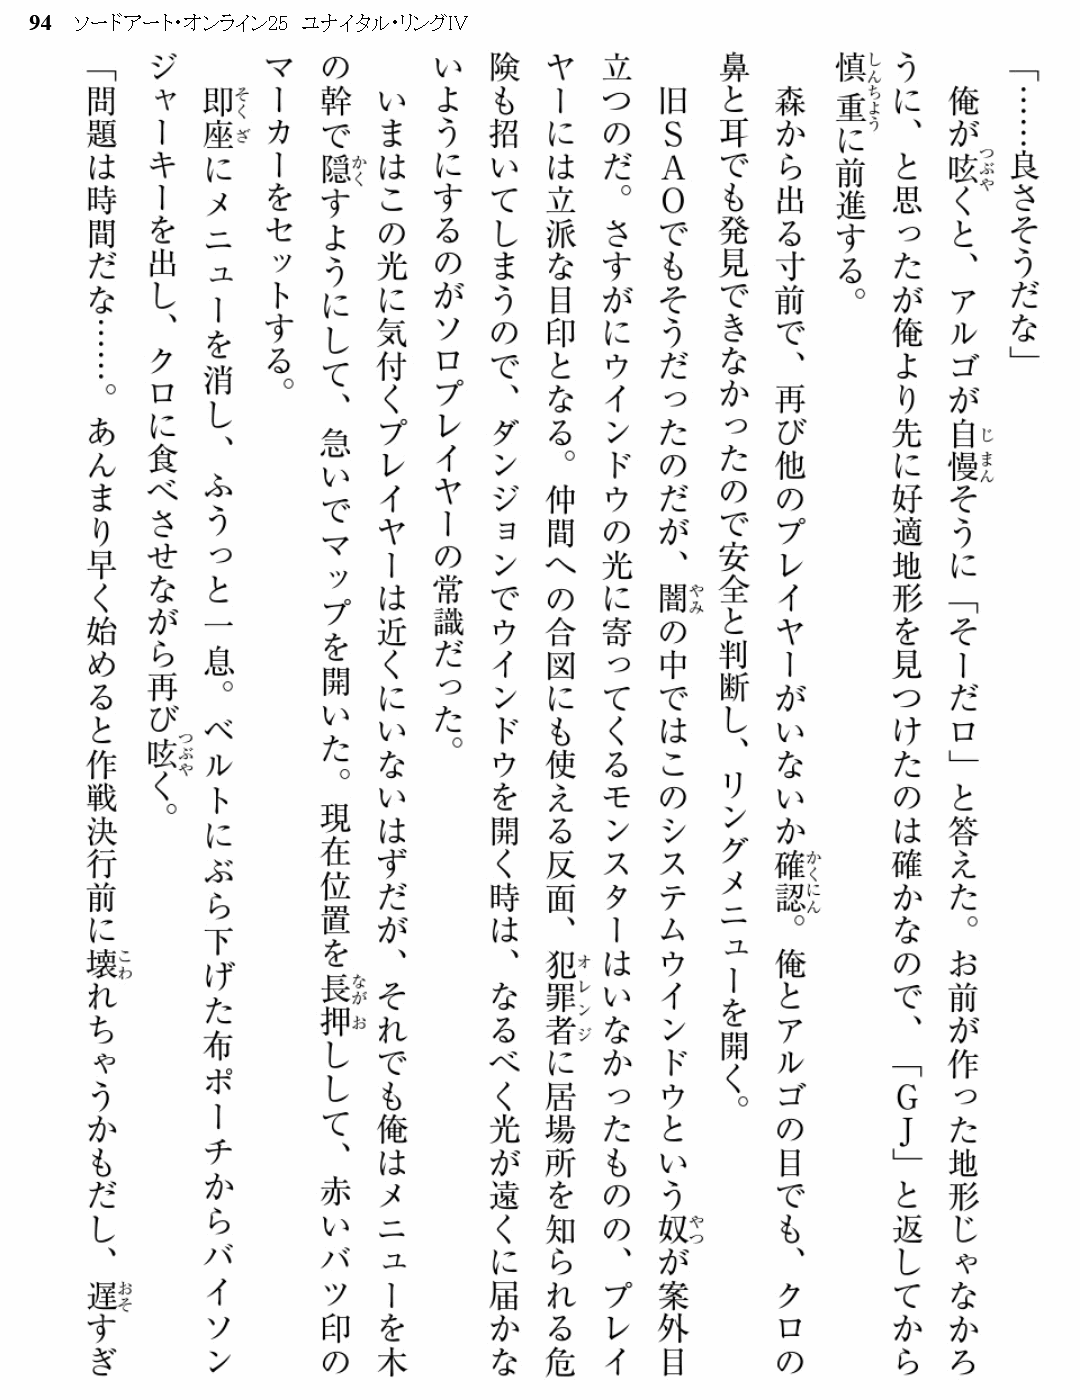 94 ソードアート・オンライン25 ユナイタル・リングⅣ
「……良さそうだな」
　俺が呟くと、アルゴが自慢そうに「そーだロ」と答えた。お前が作った地形じゃなかろ
うに、と思ったが俺より先に好適地形を見つけたのは確かなので、「ＧＪ」と返してから
慎重に前進する。
　森から出る寸前で、再び他のプレイヤーがいないか確認。俺とアルゴの目でも、クロの
鼻と耳でも発見できなかったので安全と判断し、リングメニューを開く。
　旧ＳＡＯでもそうだったのだが、闇の中ではこのシステムウインドウという奴が案外目
立つのだ。さすがにウインドウの光に寄ってくるモンスターはいなかったものの、プレイ
ヤーには立派な目印となる。仲間への合図にも使える反面、犯罪者に居場所を知られる危
険も招いてしまうので、ダンジョンでウインドウを開く時は、なるべく光が遠くに届かな
いようにするのがソロプレイヤーの常識だった。
　いまはこの光に気付くプレイヤーは近くにいないはずだが、それでも俺はメニューを木
の幹で隠すようにして、急いでマップを開いた。現在位置を長押しして、赤いバツ印の
マーカーをセットする。
　即座にメニューを消し、ふうっと一息。ベルトにぶら下げた布ポーチからバイソン
ジャーキーを出し、クロに食べさせながら再び呟く。
「問題は時間だな……。あんまり早く始めると作戦決行前に壊れちゃうかもだし、遅すぎ